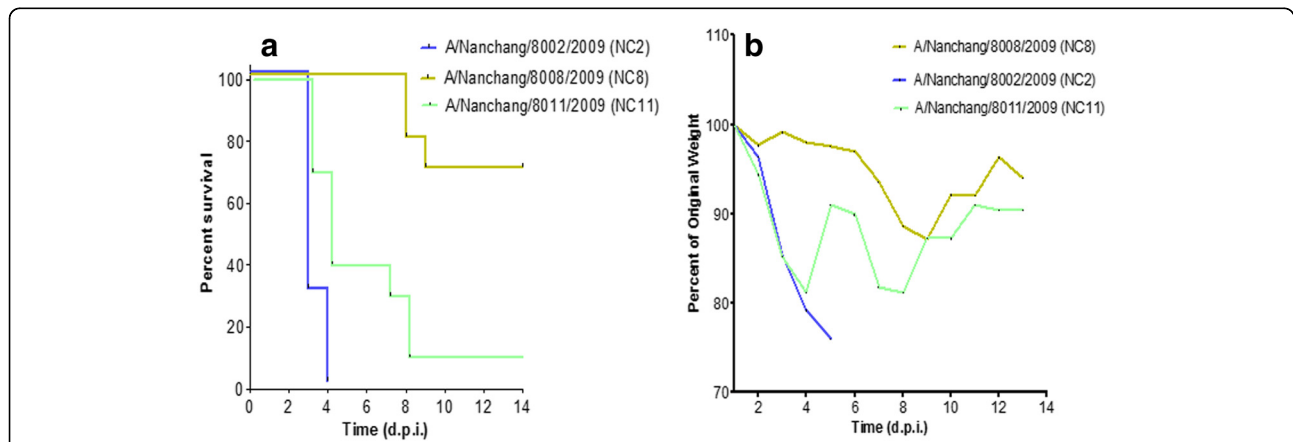 a
A/Nanchang/8002/2009 (NC2)
A/Nanchang/8008/2009 (NC8)
A/Nanchang/8011/2009 (NC11)
Percent survival
100
80
60
40
20
0
0 2 4 6 8 10 12 14
Time (d.p.i.)
b
A/Nanchang/8008/2009 (NC8)
A/Nanchang/8002/2009 (NC2)
A/Nanchang/8011/2009 (NC11)
Percent of Original Weight
110
100
90
80
70
2 4 6 8 10 12 14
Time (d.p.i.)